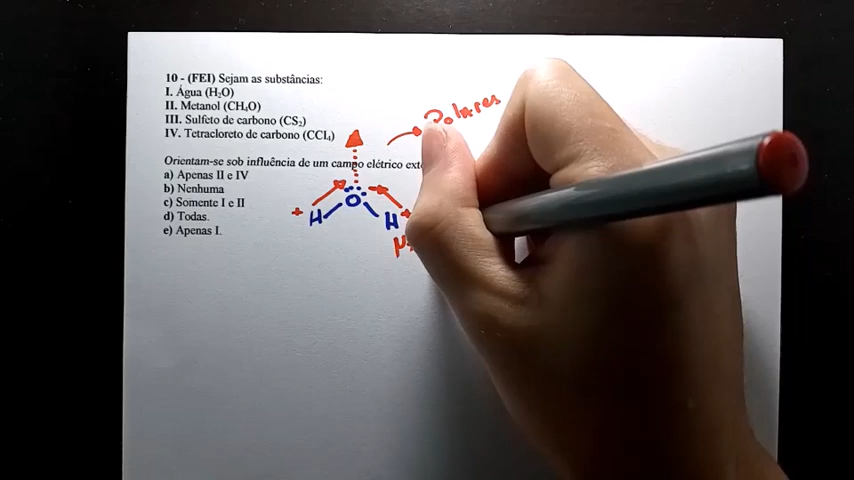 10 - (FEI) Sejam as substâncias:
I. Água (H₂O)
II. Metanol (CH₄O)
III. Sulfeto de carbono (CS₂)
IV. Tetracloreto de carbono (CCl₄)
Polares
Orientam-se sob influência de um campo elétrico
a) Apenas II e IV
b) Nenhuma
c) Somente I e II
d) Todas.
e) Apenas I.
O
+ H H +
μ